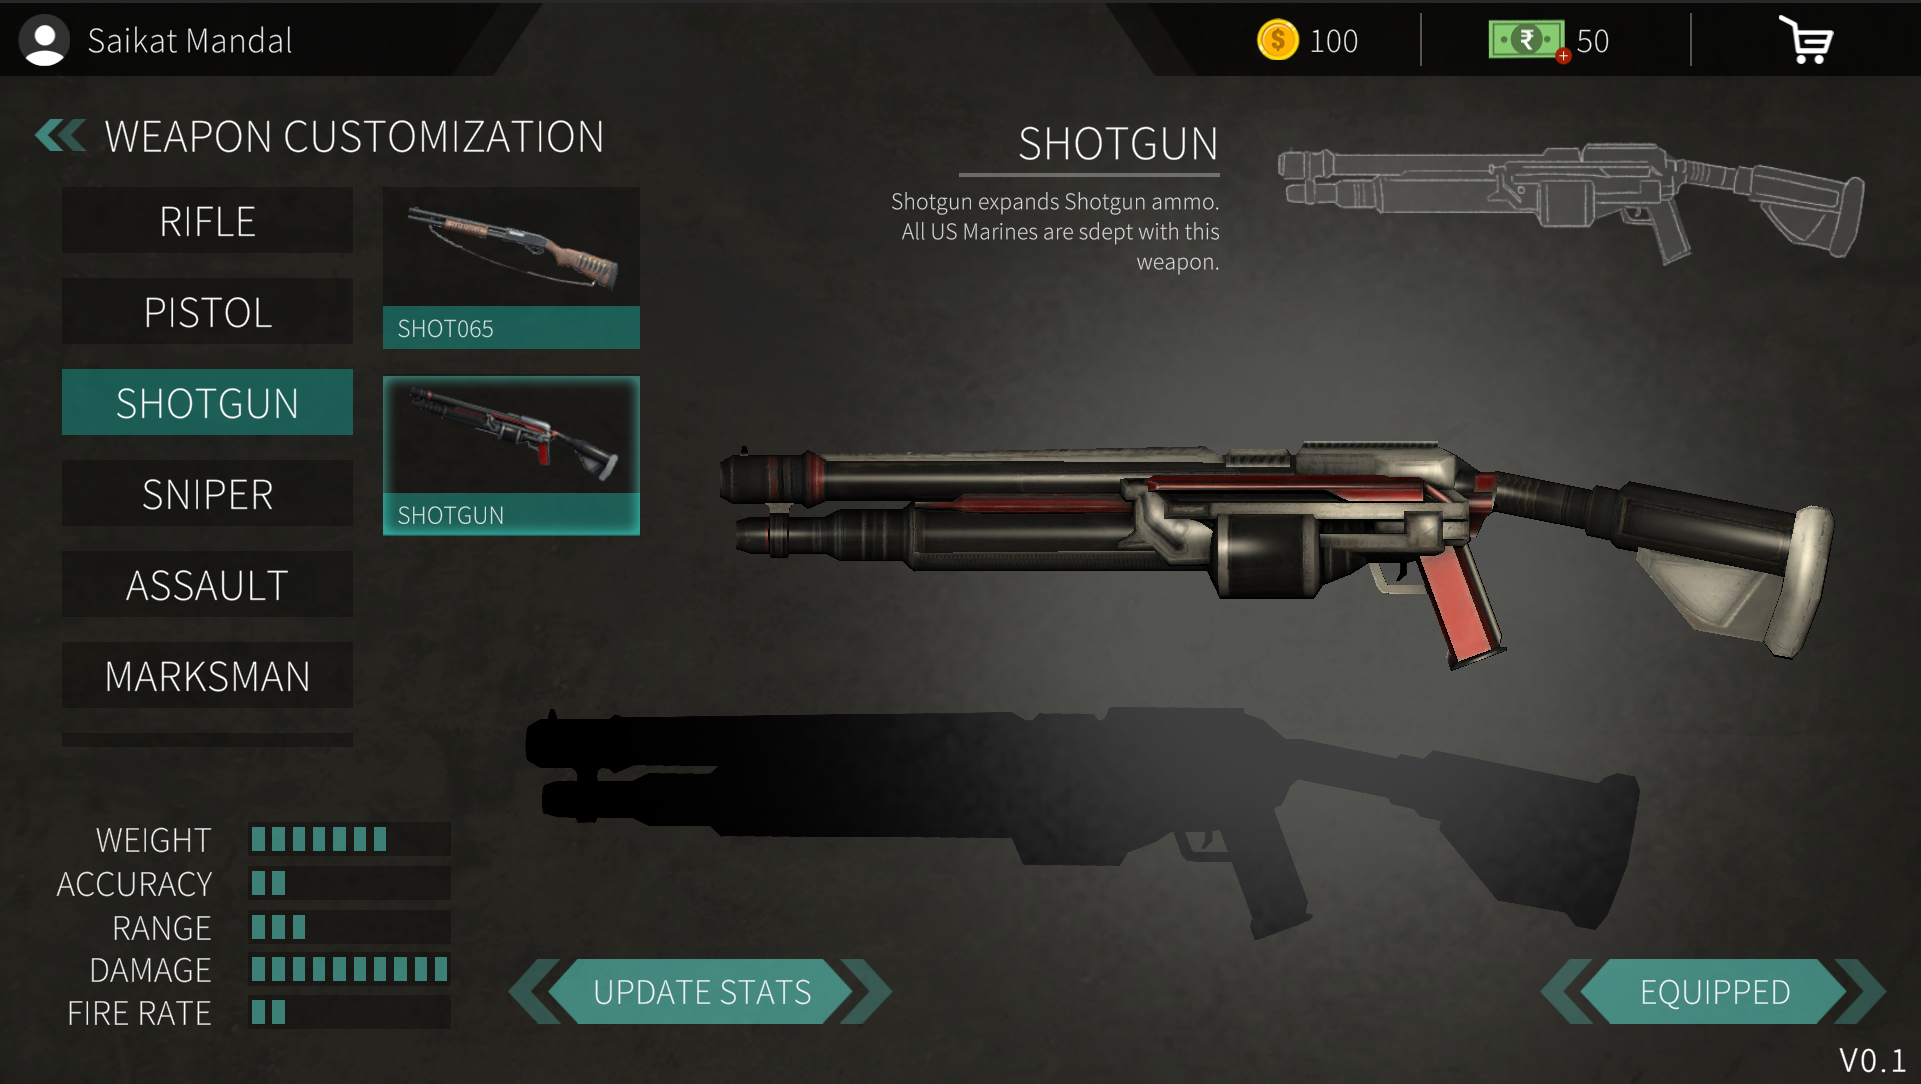 Saikat Mandal
100
50
WEAPON CUSTOMIZATION
RIFLE
PISTOL
SHOTGUN
SNIPER
ASSAULT
MARKSMAN
SHOT065
SHOTGUN
SHOTGUN
Shotgun expands Shotgun ammo.
All US Marines are sdept with this
weapon.
WEIGHT
ACCURACY
RANGE
DAMAGE
FIRE RATE
UPDATE STATS
EQUIPPED
V0.1